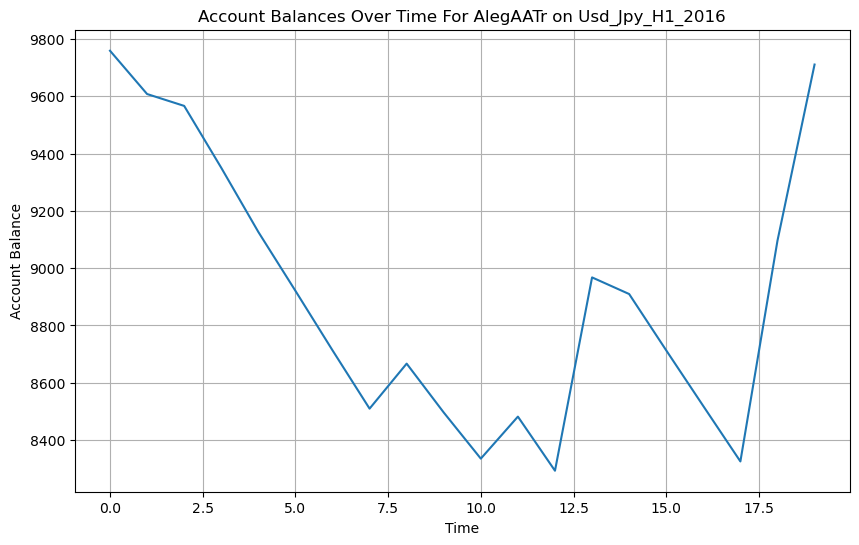 Account Balances Over Time For AlegAATr on Usd_Jpy_H1_2016
Account Balance
9800
9600
9400
9200
9000
8800
8600
8400
0.0 2.5 5.0 7.5 10.0 12.5 15.0 17.5
Time